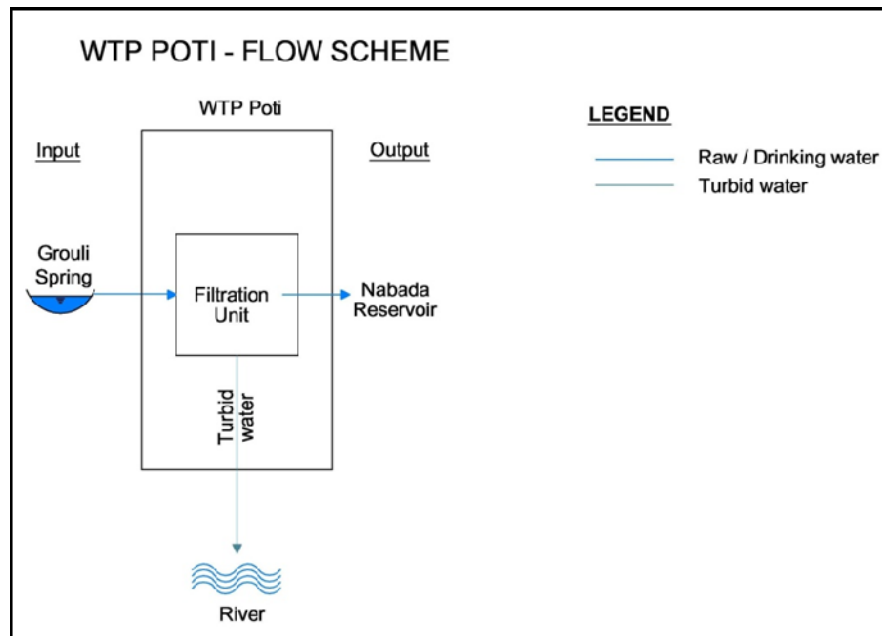 WTP POTI - FLOW SCHEME
WTP Poti
LEGEND
Input
Output
Raw / Drinking water
Turbid water
Grouli
Spring
Filtration
Unit
Nabada
Reservoir
Turbid
water
River